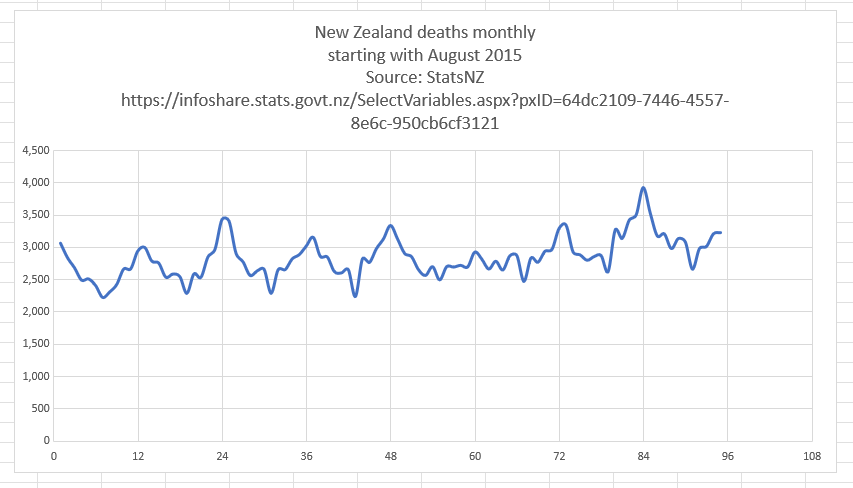 New Zealand deaths monthly
starting with August 2015
Source: StatsNZ
https://infoshare.stats.govt.nz/SelectVariables.aspx?pxID=64dc2109-7446-4557-
8e6c-950cb6cf3121
4,500
4,000
3,500
3,000
2,500
2,000
1,500
1,000
500
0
0 12 24 36 48 60 72 84 96 108